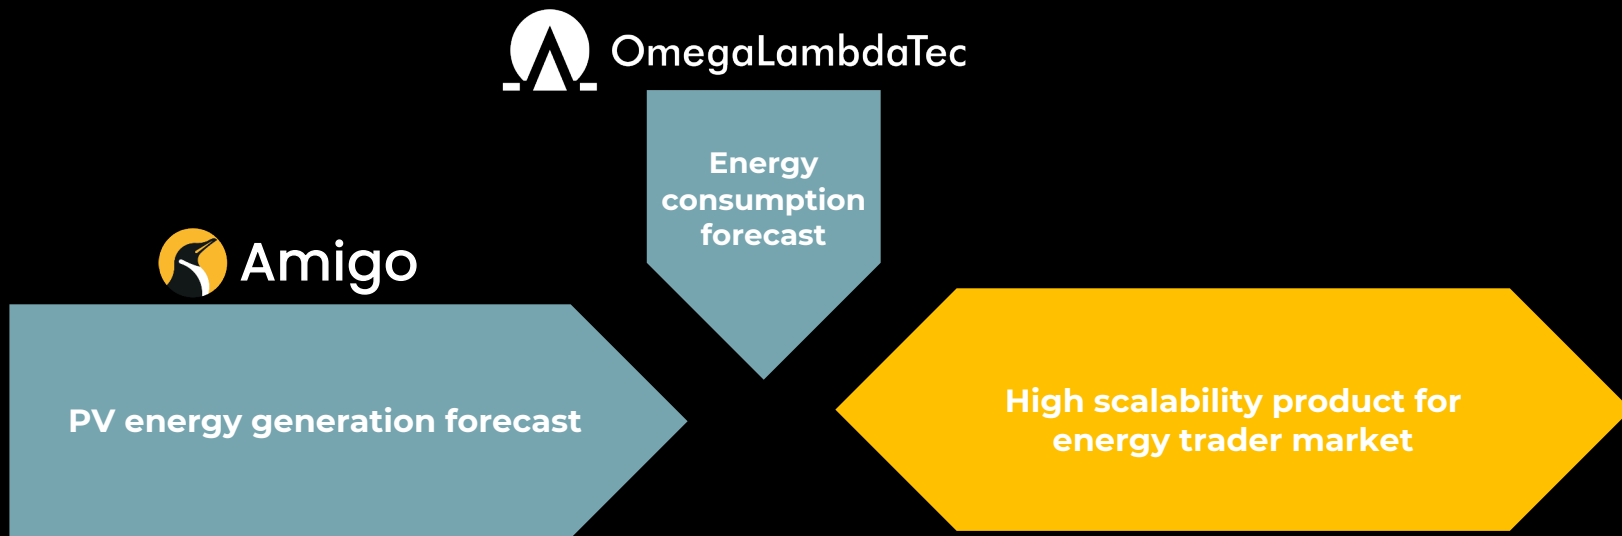 OmegaLambdaTec
Energy
consumption
forecast
Amigo
PV energy generation forecast
High scalability product for
energy trader market